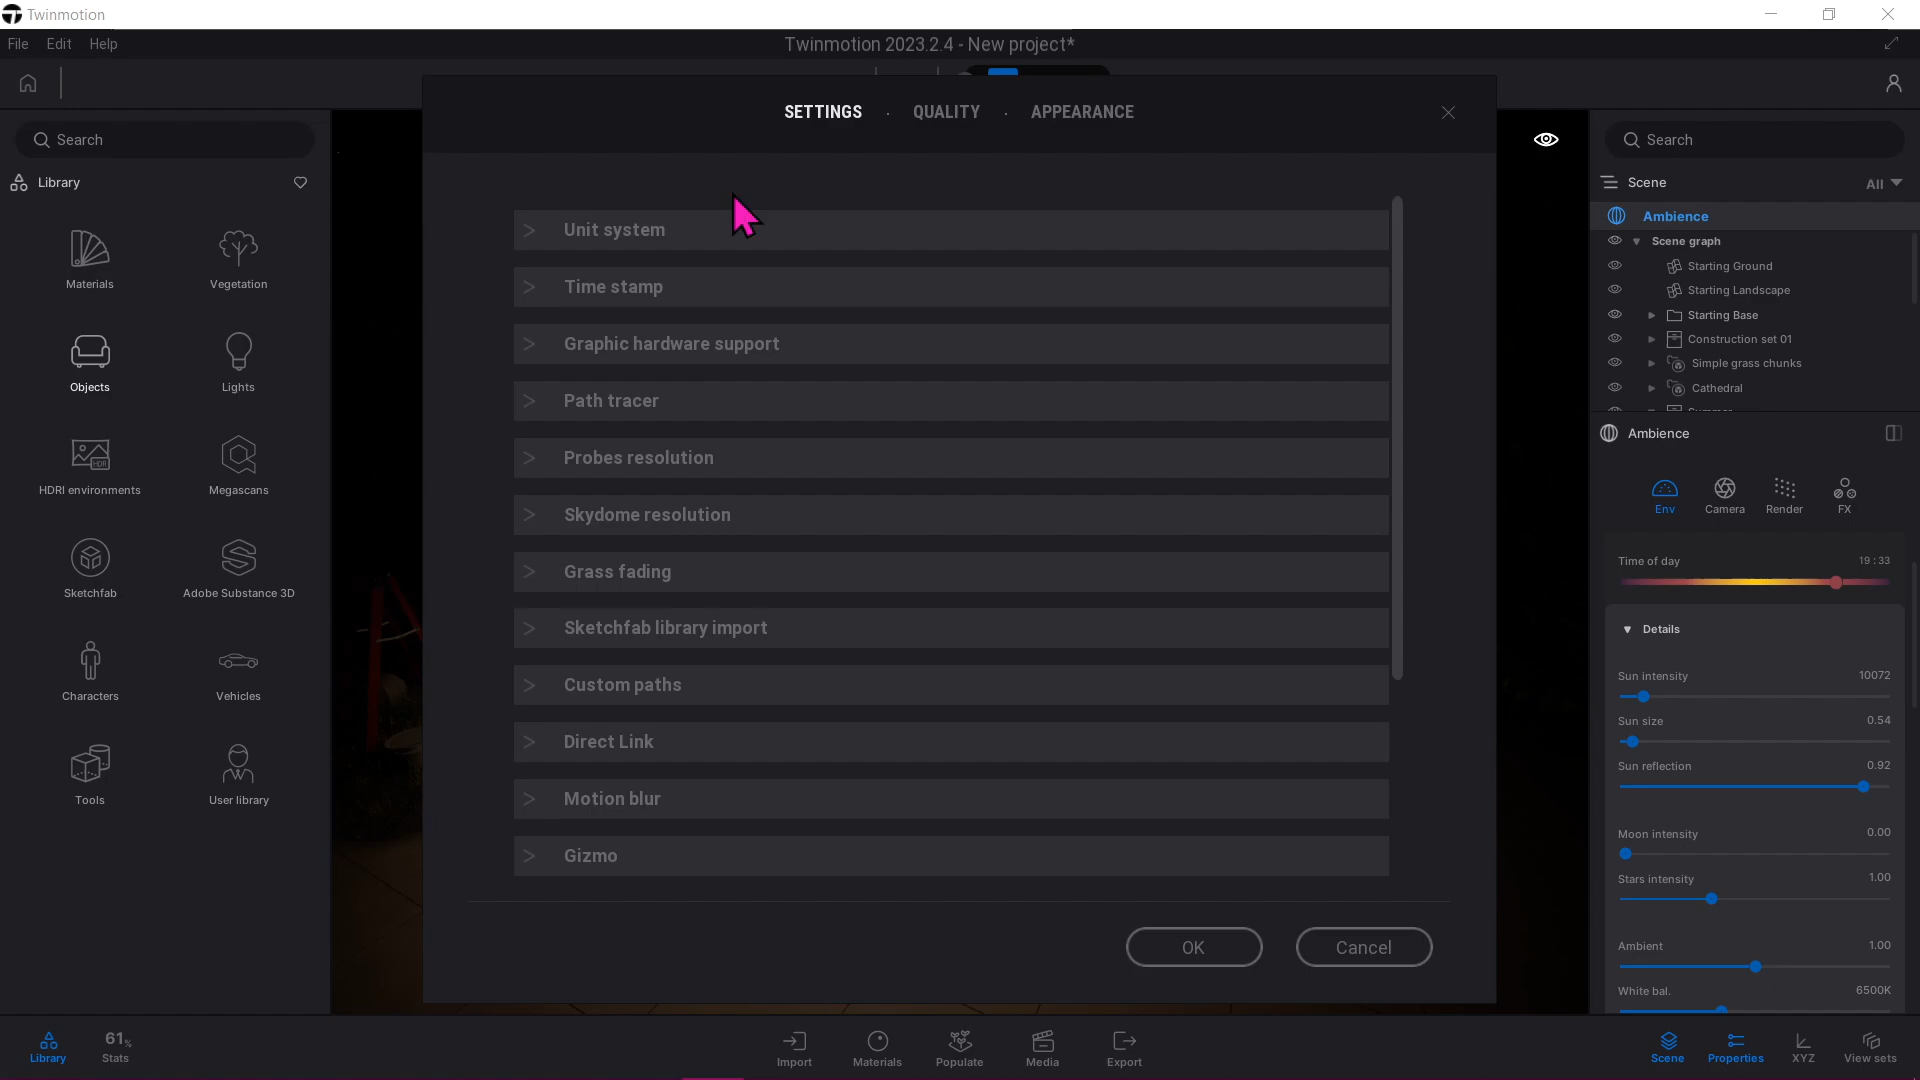 Twinmotion
File Edit Help
Twinmotion 2023.2.4 - New project*
SETTINGS . QUALITY . APPEARANCE
Search
Library
Materials
Vegetation
Objects
Lights
HDR
HDRI environments
Megascans
Sketchfab
Adobe Substance 3D
Characters
Vehicles
Tools
User library
Unit system
Time stamp
Graphic hardware support
Path tracer
Probes resolution
Skydome resolution
Grass fading
Sketchfab library import
Custom paths
Direct Link
Motion blur
Gizmo
OK
Cancel
Search
Scene
All
Ambience
Scene graph
Starting Ground
Starting Landscape
Starting Base
Construction set 01
Simple grass chunks
Cathedral
Summer
Ambience
Env
Camera
Render
FX
Time of day 19 : 33
Details
Sun intensity 10072
Sun size 0.54
Sun reflection 0.92
Moon intensity 0.00
Stars intensity 1.00
Ambient 1.00
White bal. 6500K
Library
61%
Stats
Import
Materials
Populate
Media
Export
Scene
Properties
XYZ
View sets